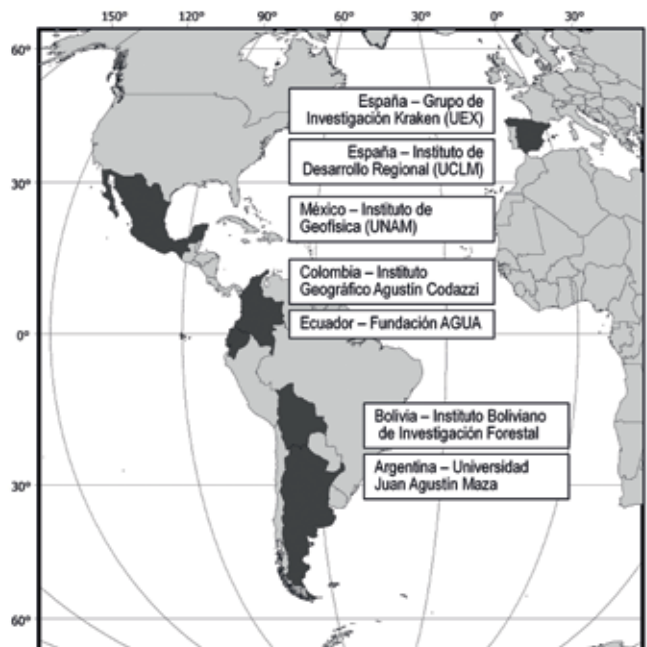 150° 120° 90° 60° 30° 0° 30°
60°
España – Grupo de
Investigación Kraken (UEX)
España – Instituto de
Desarrollo Regional (UCLM)
30°
México – Instituto de
Geofísica (UNAM)
Colombia – Instituto
Geográfico Agustín Codazzi
Ecuador – Fundación AGUA
0°
Bolivia – Instituto Boliviano
de Investigación Forestal
Argentina – Universidad
Juan Agustín Maza
30°
60°